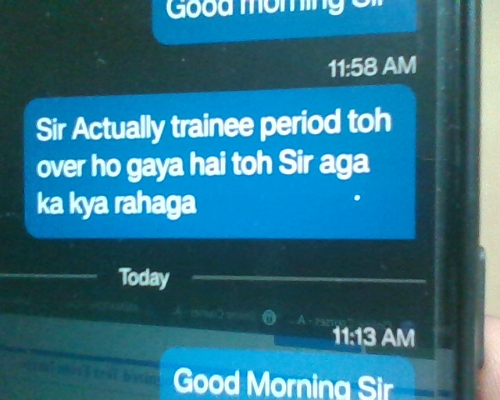 Good morning Sir
11:58 AM
Sir Actually trainee period toh
over ho gaya hai toh Sir aga
ka kya rahaga
Today
11:13 AM
Good Morning Sir